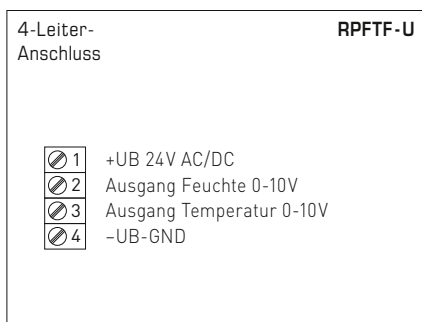 4-Leiter-
Anschluss
RPFTF-U
1 +UB 24V AC/DC
2 Ausgang Feuchte 0-10V
3 Ausgang Temperatur 0-10V
4 –UB-GND